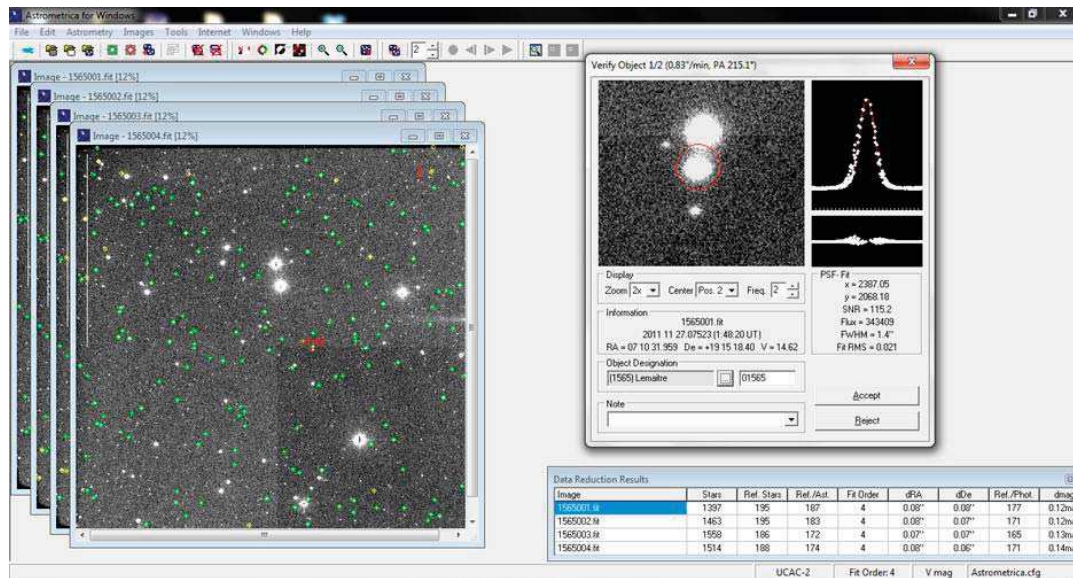 Astrometrica for Windows
File Edit Astrometry Images Tools Internet Windows Help
2
Image - 1565001.fit [12%]
Image - 1565002.fit [12%]
Image - 1565003.fit [12%]
Image - 1565004.fit [12%]
Verify Object 1/2 (0.83"/min, PA 215.1°)
Display
Zoom 2x Center Pos. 2 Freq. 2
Information
1565001.fit
2011 11 27.07523 (1:48:20 UT)
RA = 07 10 31.959 De = +19 15 18.40 V = 14.62
Object Designation
(1565) Lemaitre ... 01565
Note
PSF- Fit
x = 2387.05
y = 2068.18
SNR = 115.2
Flux = 343409
FWHM = 1.4"
Fit RMS = 0.021
Accept
Reject
Data Reduction Results
Image Stars Ref. Stars Ref./Ast. Fit Order dRA dDe Ref./Phot. dmag
1565001.fit 1397 195 187 4 0.08" 0.08" 177 0.12m
1565002.fit 1463 195 183 4 0.08" 0.07" 171 0.12m
1565003.fit 1558 186 172 4 0.07" 0.07" 165 0.13m
1565004.fit 1514 188 174 4 0.08" 0.06" 171 0.14m
UCAC-2 Fit Order: 4 V mag Astrometrica.cfg